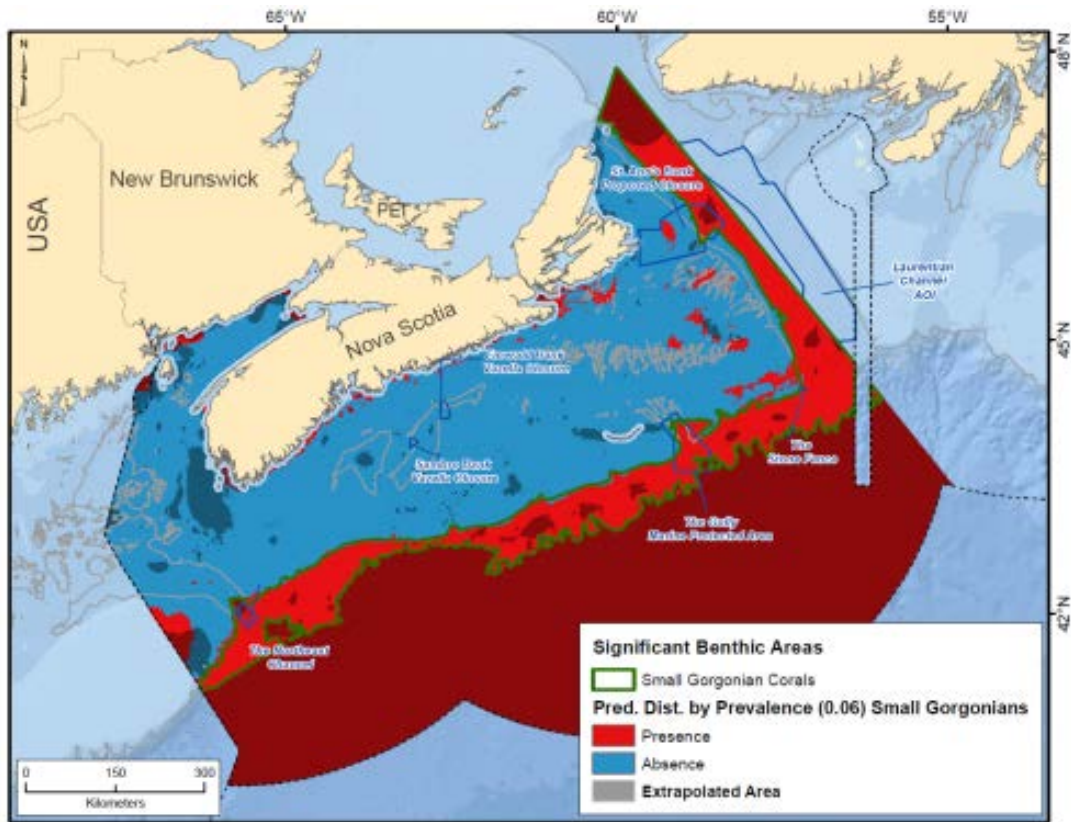 65°W
60°W
55°W
N
48°N
New Brunswick
USA
PEI
St. Ann's Bank
Proposed Closure
Laurentian
Channel
AOI
Nova Scotia
45°N
Vazella Closure
Sambro Bank
Vazella Closure
The
Stone Fence
The Gully
Marine Protected Area
42°N
The Northeast
Channel
Significant Benthic Areas
Small Gorgonian Corals
Pred. Dist. by Prevalence (0.06) Small Gorgonians
Presence
Absence
Extrapolated Area
0 150 300
Kilometers